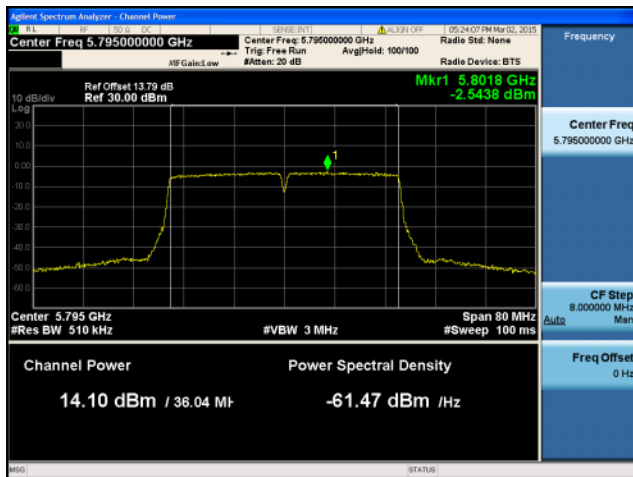 Agilent Spectrum Analyzer - Channel Power
RL RF 50 Ω DC SENSE:INT ALIGN OFF 05:24:07 PM Mar 02, 2015
Center Freq 5.795000000 GHz
Center Freq: 5.795000000 GHz Radio Std: None
Trig: Free Run Avg|Hold: 100/100
#IFGain:Low #Atten: 20 dB Radio Device: BTS
Frequency
Mkr1 5.8018 GHz
-2.5438 dBm
Ref Offset 13.79 dB
10 dB/div Ref 30.00 dBm
Log
20.0
10.0
0.00
-10.0
-20.0
-30.0
-40.0
-50.0
-60.0
1
Center Freq
5.795000000 GHz
Center 5.795 GHz Span 80 MHz
#Res BW 510 kHz #VBW 3 MHz #Sweep 100 ms
CF Step
8.000000 MHz
Auto Man
Channel Power Power Spectral Density
14.10 dBm / 36.04 MH -61.47 dBm /Hz
Freq Offset
0 Hz
MSG STATUS